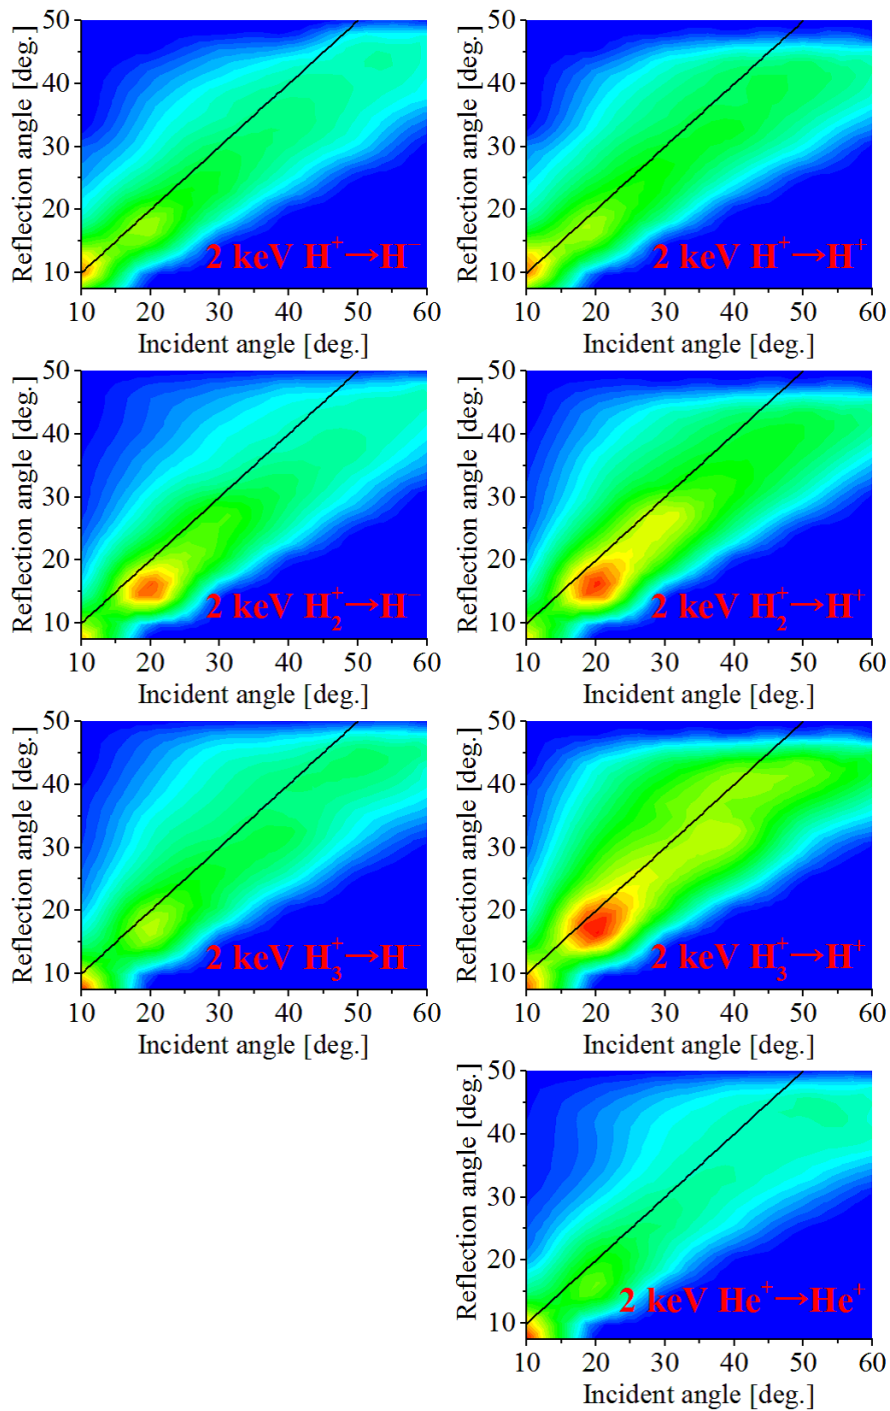 50
40
30
20
10
Reflection angle [deg.]
2 keV H⁺→H⁻
10 20 30 40 50 60
Incident angle [deg.]
50
40
30
20
10
Reflection angle [deg.]
2 keV H⁺→H⁺
10 20 30 40 50 60
Incident angle [deg.]
50
40
30
20
10
Reflection angle [deg.]
2 keV H₂⁺→H⁻
10 20 30 40 50 60
Incident angle [deg.]
50
40
30
20
10
Reflection angle [deg.]
2 keV H₂⁺→H⁺
10 20 30 40 50 60
Incident angle [deg.]
50
40
30
20
10
Reflection angle [deg.]
2 keV H₃⁺→H⁻
10 20 30 40 50 60
Incident angle [deg.]
50
40
30
20
10
Reflection angle [deg.]
2 keV H₃⁺→H⁺
10 20 30 40 50 60
Incident angle [deg.]
50
40
30
20
10
Reflection angle [deg.]
2 keV He⁺→He⁺
10 20 30 40 50 60
Incident angle [deg.]